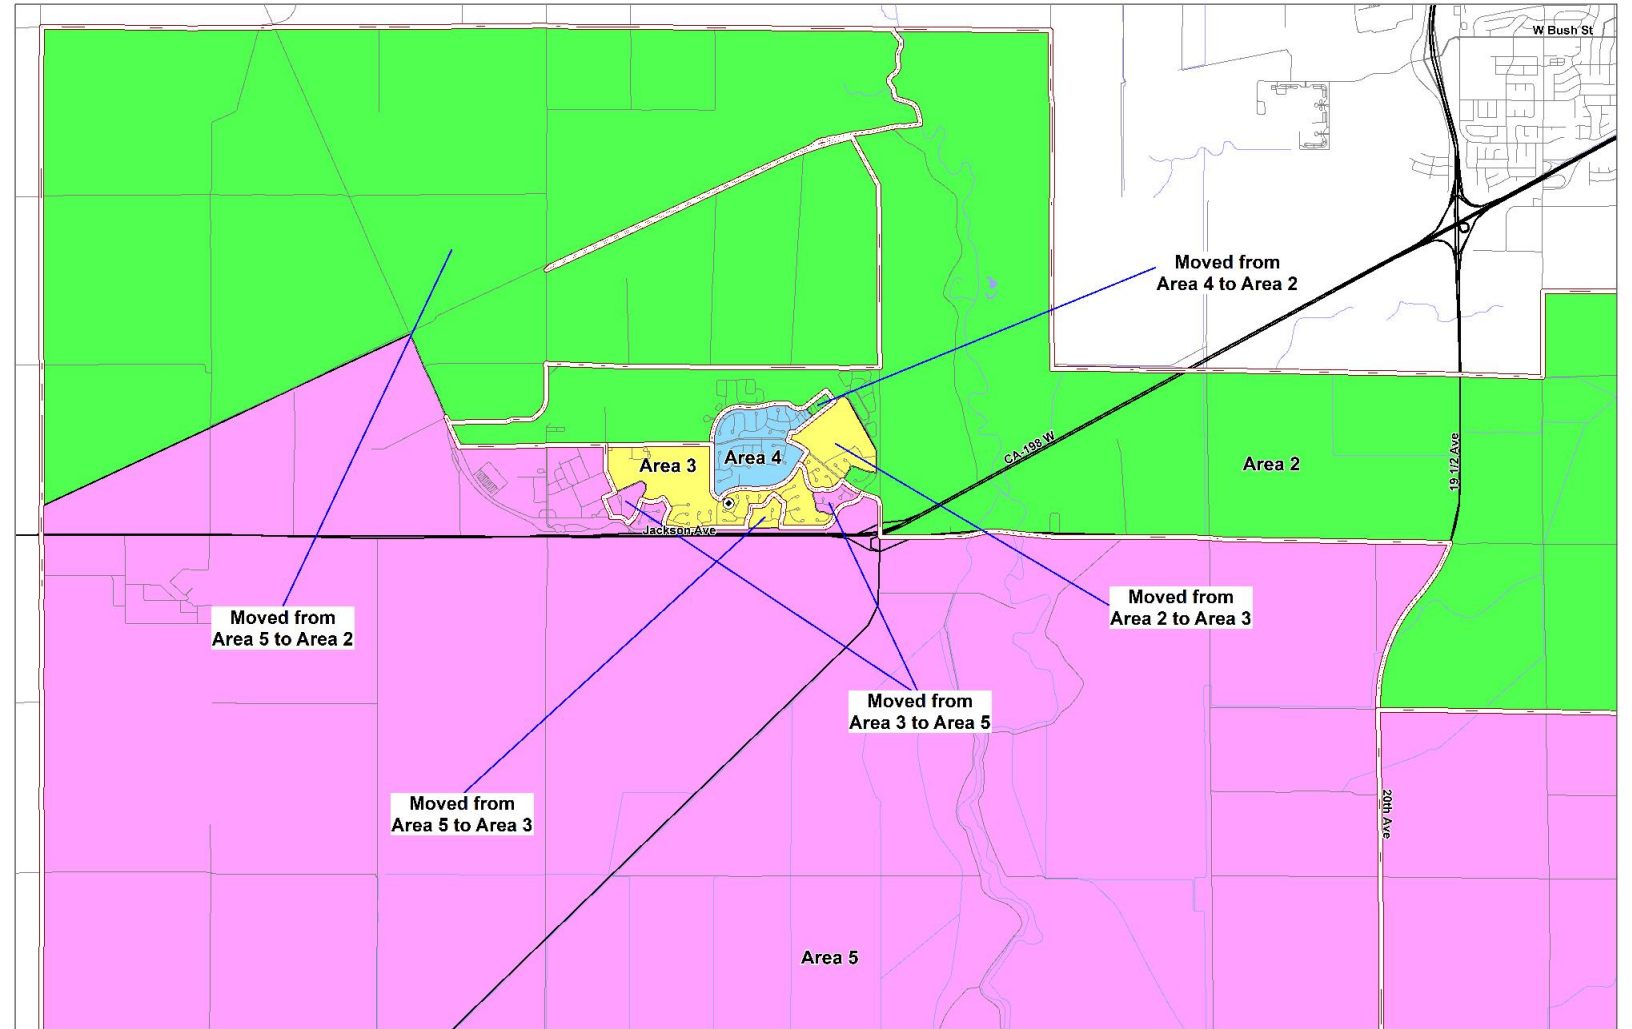 W Bush St
Moved from
Area 4 to Area 2
CA-198 W
Area 3
Area 4
Area 2
19 1/2 Ave
Jackson Ave
Moved from
Area 5 to Area 2
Moved from
Area 2 to Area 3
Moved from
Area 3 to Area 5
Moved from
Area 5 to Area 3
20th Ave
Area 5